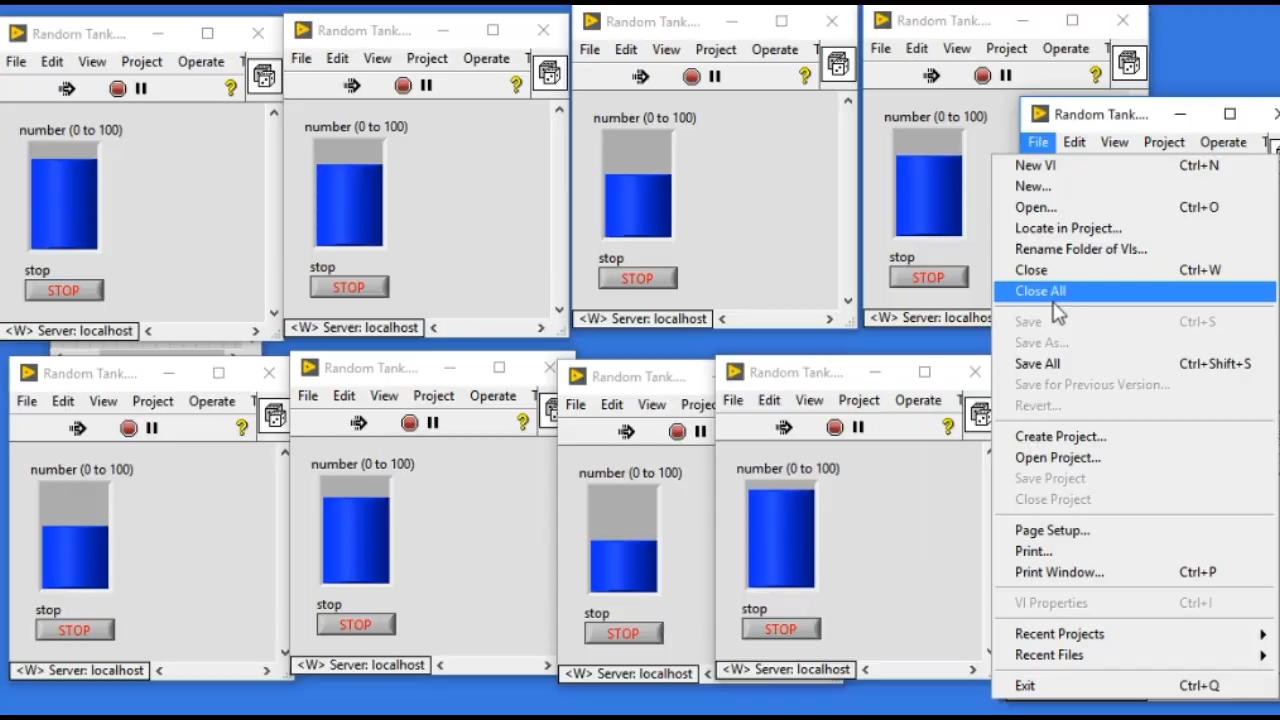 Random Tank....
File Edit View Project Operate T
number (0 to 100)
stop
STOP
<W> Server: localhost
Random Tank....
File Edit View Project Operate T
number (0 to 100)
stop
STOP
<W> Server: localhost
Random Tank....
File Edit View Project Operate T
number (0 to 100)
stop
STOP
<W> Server: localhost
Random Tank....
File Edit View Project Operate T
number (0 to 100)
stop
STOP
<W> Server: localhost
Random Tank....
File Edit View Project Operate T
New VI Ctrl+N
New...
Open... Ctrl+O
Locate in Project...
Rename Folder of VIs...
Close Ctrl+W
Close All
Save Ctrl+S
Save As...
Save All Ctrl+Shift+S
Save for Previous Version...
Revert...
Create Project...
Open Project...
Save Project
Close Project
Page Setup...
Print...
Print Window... Ctrl+P
VI Properties Ctrl+I
Recent Projects
Recent Files
Exit Ctrl+Q
Random Tank....
File Edit View Project Operate T
number (0 to 100)
stop
STOP
<W> Server: localhost
Random Tank....
File Edit View Project Operate T
number (0 to 100)
stop
STOP
<W> Server: localhost
Random Tank....
File Edit View Projec
number (0 to 100)
stop
STOP
<W> Server: localhost
Random Tank....
File Edit View Project Operate T
number (0 to 100)
stop
STOP
<W> Server: localhost